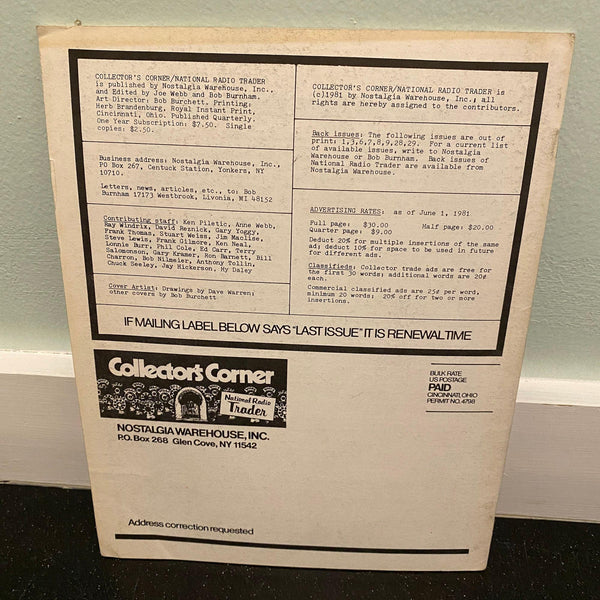 COLLECTOR'S CORNER/NATIONAL RADIO TRADER
is published by Nostalgia Warehouse, Inc.,
and Edited by Joe Webb and Bob Burnham.
Art Director: Bob Burchett. Printing:
Herb Brandenburg, Royal Instant Print,
Cincinnati, Ohio. Published Quarterly.
One Year Subscription: $7.50. Single
copies: $2.50.
Business address: Nostalgia Warehouse, Inc.,
PO Box 267, Centuck Station, Yonkers, NY
10710.
Letters, news, articles, etc., to: Bob
Burnham 17173 Westbrook, Livonia, MI 48152
Contributing staff: Ken Piletic, Anne Webb,
Ray Windrix, David Reznick, Gary Yoggy,
Frank Thomas, Stuart Weiss, Jim Maclise,
Steve Lewis, Frank Gilmore, Ken Neal,
Lonnie Burr, Phil Cole, Ed Carr, Terry
Salomonson, Gary Kramer, Ron Barnett, Bill
Charron, Bob Nilmeier, Anthony Tollin,
Chuck Seeley, Jay Hickerson, Hy Daley
Cover Artist: Drawings by Dave Warren;
other covers by Bob Burchett
COLLECTOR'S CORNER/NATIONAL RADIO TRADER is
(c)1981 by Nostalgia Warehouse, Inc.; all
rights are hereby assigned to the contributors.
Back issues: The following issues are out of
print: 1,3,6,7,8,9,28,29. For a current list
of available issues, write to Nostalgia
Warehouse or Bob Burnham. Back issues of
National Radio Trader are available from
Nostalgia Warehouse.
ADVERTISING RATES: as of June 1, 1981
Full page: $30.00 Half page: $20.00
Quarter page: $9.00
Deduct 20% for multiple insertions of the same
ad; deduct 10% for space to be used in future
for different ads.
Classifieds: Collector trade ads are free for
the first 30 words; additional words are 20¢
each.
Commercial classified ads are 25¢ per word,
minimum 20 words; 20% off for two or more
insertions.
IF MAILING LABEL BELOW SAYS "LAST ISSUE" IT IS RENEWAL TIME
Collector's Corner
National Radio
Trader
NOSTALGIA WAREHOUSE, INC.
P.O. Box 268 Glen Cove, NY 11542
BULK RATE
US POSTAGE
PAID
CINCINNATI, OHIO
PERMIT NO. 4798
Address correction requested